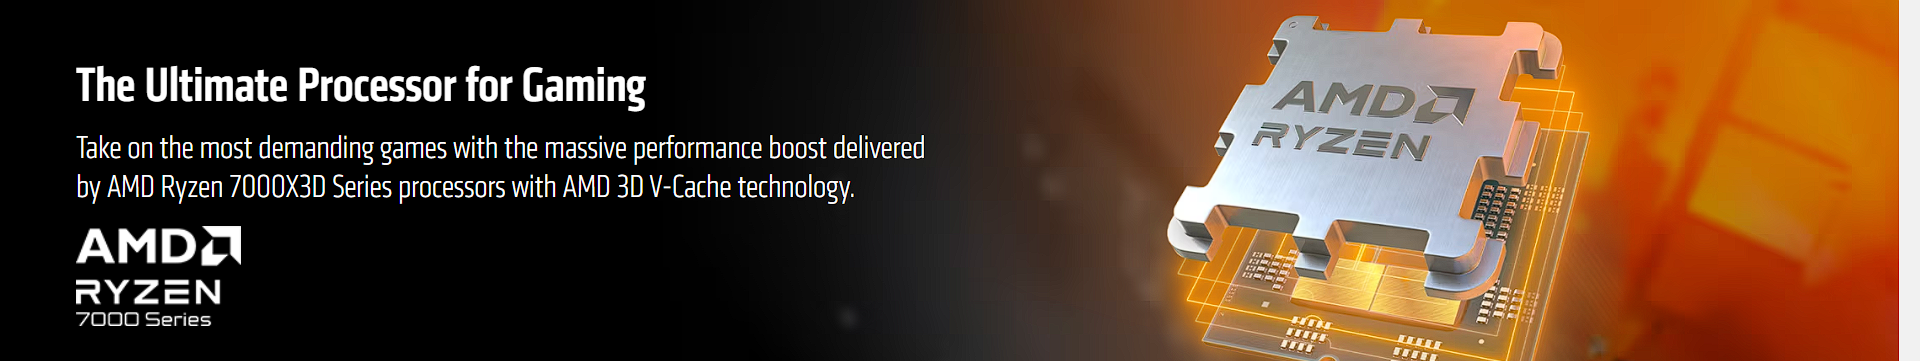 The Ultimate Processor for Gaming
Take on the most demanding games with the massive performance boost delivered
by AMD Ryzen 7000X3D Series processors with AMD 3D V-Cache technology.
AMD
RYZEN
7000 Series
AMD
RYZEN